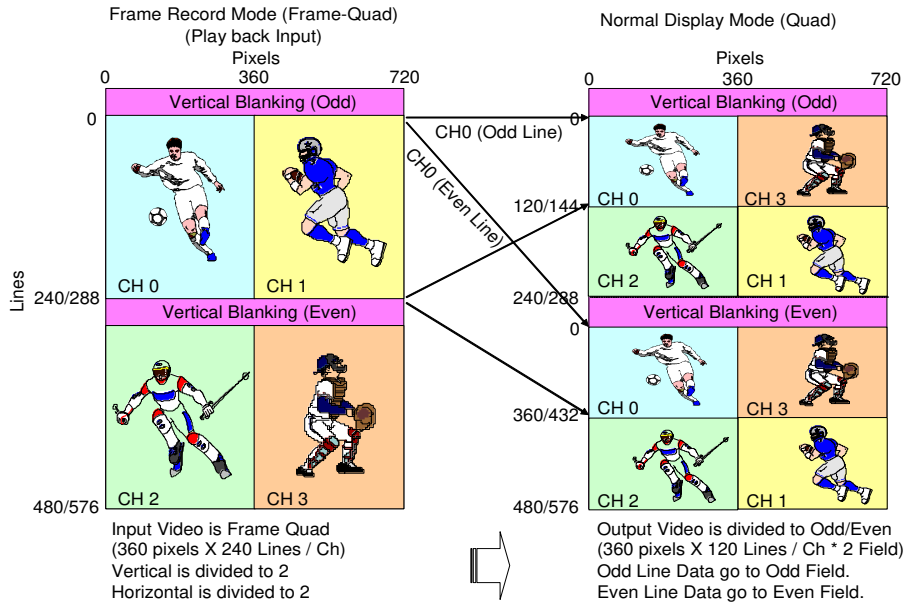 Frame Record Mode (Frame-Quad)
(Play back Input)
Pixels
0 360 720
Vertical Blanking (Odd)
0
CH 0
CH 1
Lines
240/288
Vertical Blanking (Even)
CH 2
CH 3
480/576
Input Video is Frame Quad
(360 pixels X 240 Lines / Ch)
Vertical is divided to 2
Horizontal is divided to 2
CH0 (Odd Line)
CH0 (Even Line)
Normal Display Mode (Quad)
Pixels
0 360 720
Vertical Blanking (Odd)
0
CH 0
CH 3
120/144
CH 2
CH 1
240/288
Vertical Blanking (Even)
0
CH 0
CH 3
360/432
CH 2
CH 1
480/576
Output Video is divided to Odd/Even
(360 pixels X 120 Lines / Ch * 2 Field)
Odd Line Data go to Odd Field.
Even Line Data go to Even Field.